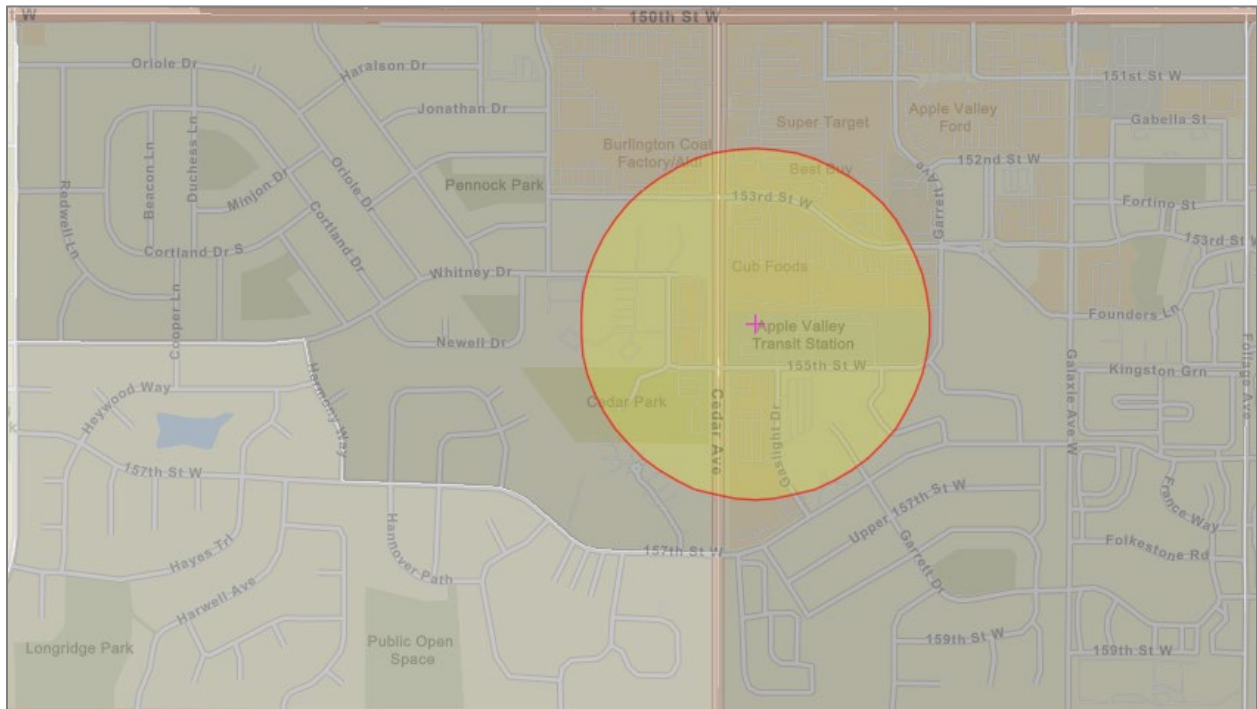 t W
150th St W
Oriole Dr
Haralson Dr
151st St W
Jonathan Dr
Apple Valley
Ford
Super Target
Gabella St
Beacon Ln
Duchess Ln
Burlington Coat
Factory/Aldi
152nd St W
Best Buy
Garrett Ave
Oriole Dr
Minjon Dr
Pennock Park
Redwell Ln
153rd St W
Fortino St
Cortland Dr
153rd St W
Cortland Dr S
Whitney Dr
Cub Foods
Cooper Ln
Founders Ln
Apple Valley
Transit Station
Newell Dr
155th St W
Foliage Ave
Galaxie Ave W
Kingston Grn
Harmony Way
Heywood Way
Cedar Park
Cedar Ave
Gaslight Dr
k
157th St W
Upper 157th St W
France Way
Hannover Path
157th St W
Garrett Dr
Folkestone Rd
Hayes Trl
Harwell Ave
159th St W
Longridge Park
Public Open
Space
159th St W